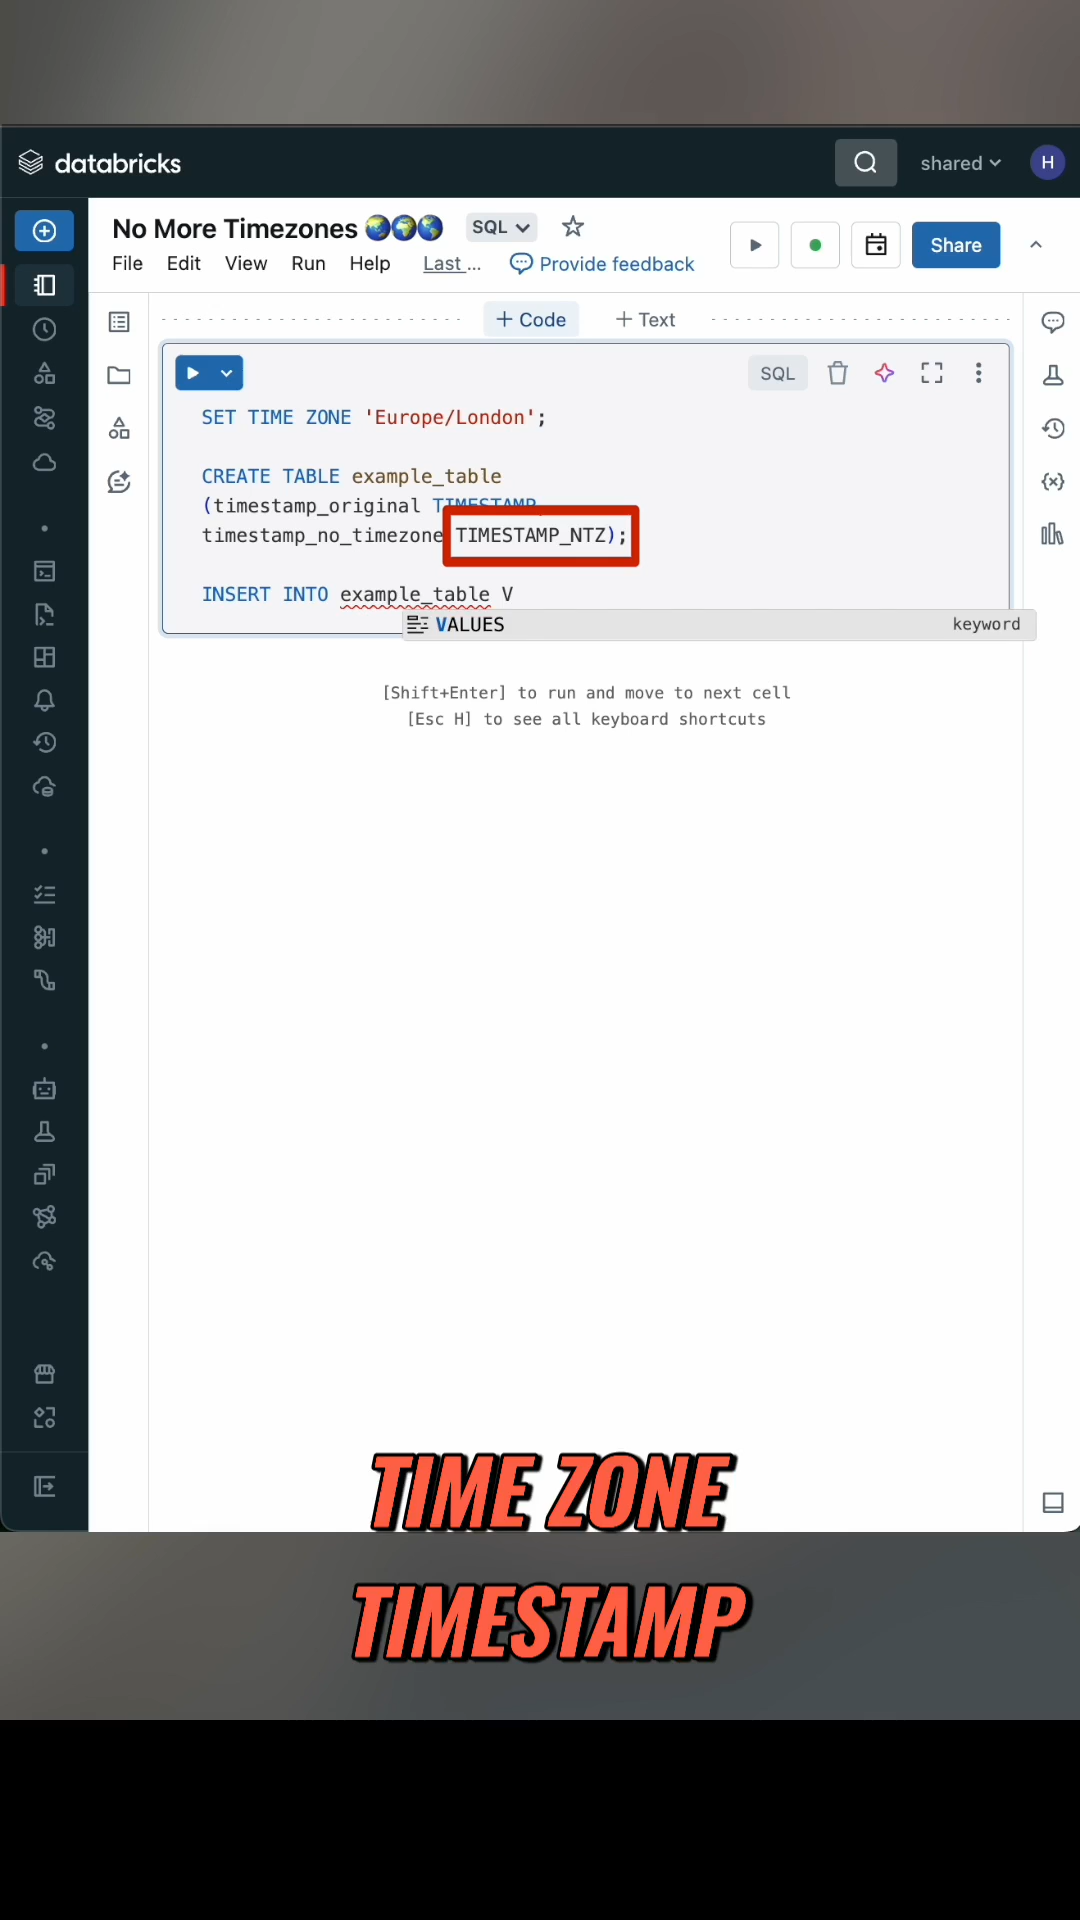 databricks
shared
H
No More Timezones 🌏🌍🌎
SQL
File Edit View Run Help Last ... Provide feedback
Share
+ Code + Text
SQL
SET TIME ZONE 'Europe/London';
CREATE TABLE example_table
(timestamp_original TIMESTAMP,
timestamp_no_timezone TIMESTAMP_NTZ);
INSERT INTO example_table V
VALUES keyword
[Shift+Enter] to run and move to next cell
[Esc H] to see all keyboard shortcuts
TIME ZONE
TIMESTAMP